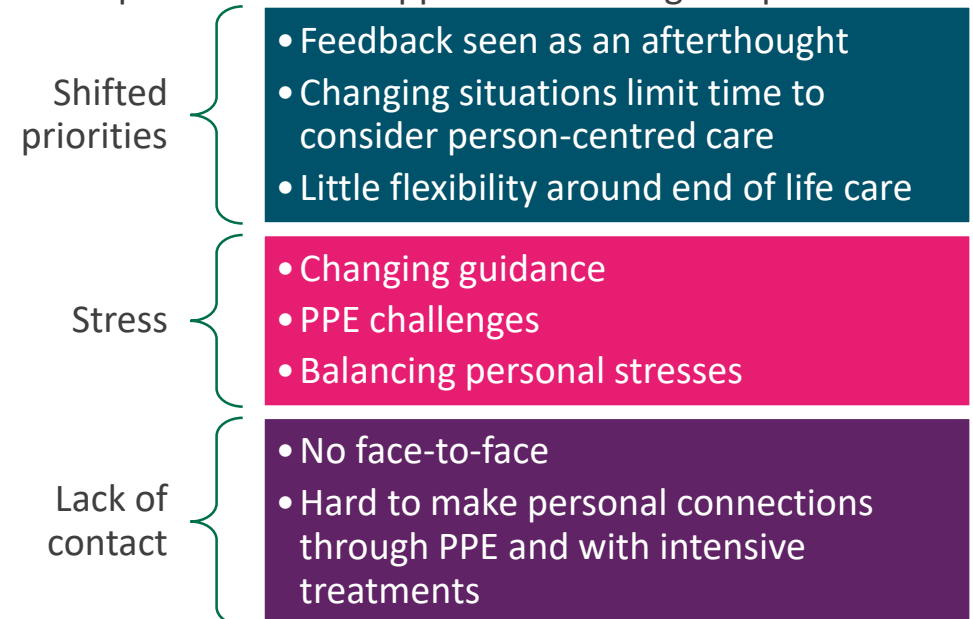 Shifted
priorities
• Feedback seen as an afterthought
• Changing situations limit time to
consider person-centred care
• Little flexibility around end of life care
Stress
• Changing guidance
• PPE challenges
• Balancing personal stresses
Lack of
contact
• No face-to-face
• Hard to make personal connections
through PPE and with intensive
treatments